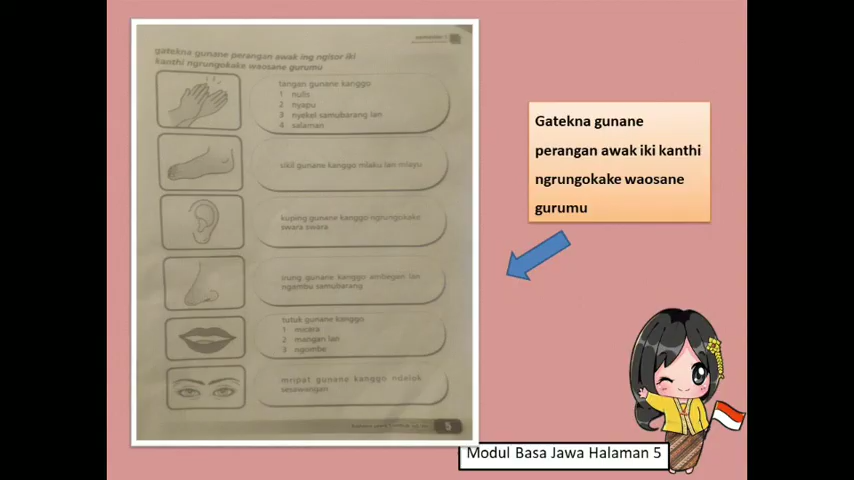 gatekna gunane perangan awak ing ngisor iki
kanthi ngrungokake waosane gurumu
tangan gunane kanggo
1 nulis
2 nyapu
3 njekel samubarang lan
4 salaman
sikil gunane kanggo mlaku lan mlayu
kuping gunane kanggo ngrungokake
swara swara
irung gunane kanggo ambegan lan
ngambu samubarang
tutuk gunane kanggo
1 micara
2 mangan lan
3 ngombe
mripat gunane kanggo ndelok
sesawangan
5
Gatekna gunane
perangan awak iki kanthi
ngrungokake waosane
gurumu
Modul Basa Jawa Halaman 5